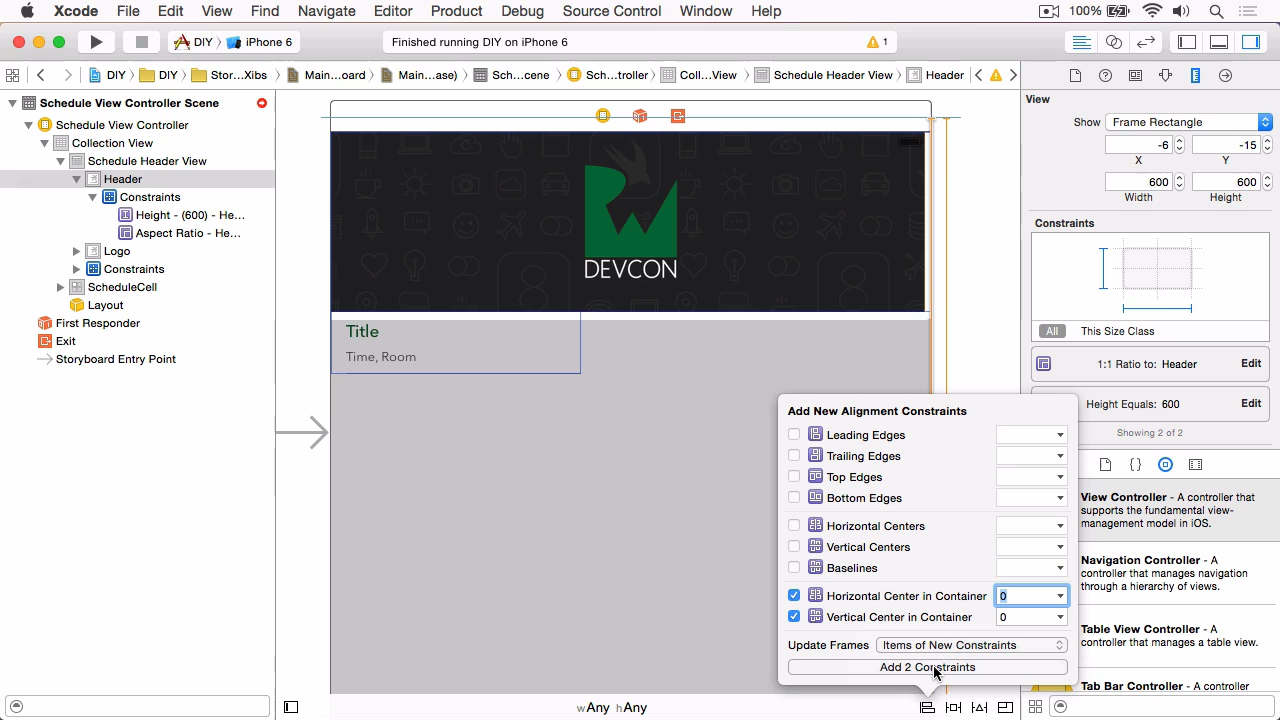 Xcode File Edit View Find Navigate Editor Product Debug Source Control Window Help 100%
DIY iPhone 6 Finished running DIY on iPhone 6 1
DIY DIY Stor...Xibs Main....oard Main....ase) Sch...cene Sch...troller Coll...View Schedule Header View Header
Schedule View Controller Scene
Schedule View Controller
Collection View
Schedule Header View
Header
Constraints
Height - (600) - He...
Aspect Ratio - He...
Logo
Constraints
ScheduleCell
Layout
First Responder
Exit
Storyboard Entry Point
DEVCON
Title
Time, Room
Add New Alignment Constraints
Leading Edges
Trailing Edges
Top Edges
Bottom Edges
Horizontal Centers
Vertical Centers
Baselines
Horizontal Center in Container 0
Vertical Center in Container 0
Update Frames Items of New Constraints
Add 2 Constraints
wAny hAny
View
Show Frame Rectangle
-6 -15
X Y
600 600
Width Height
Constraints
All This Size Class
1:1 Ratio to: Header Edit
Height Equals: 600 Edit
Showing 2 of 2
{}
View Controller - A controller that
supports the fundamental view-
management model in iOS.
Navigation Controller - A
controller that manages navigation
through a hierarchy of views.
Table View Controller - A
controller that manages a table view.
Tab Bar Controller - A controller